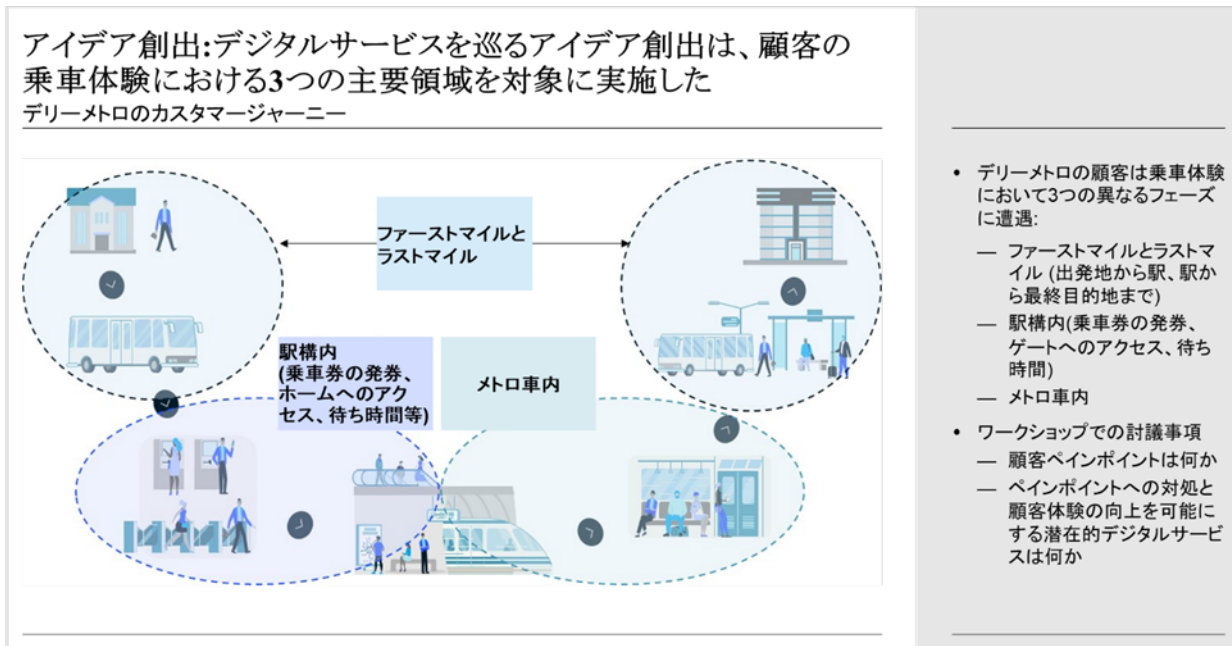 アイデア創出:デジタルサービスを巡るアイデア創出は、顧客の
乗車体験における3つの主要領域を対象に実施した
デリーメトロのカスタマージャーニー
ファーストマイルと
ラストマイル
駅構内
(乗車券の発券、
ホームへのアク
セス、待ち時間等)
メトロ車内
• デリーメトロの顧客は乗車体験
において3つの異なるフェーズ
に遭遇:
— ファーストマイルとラストマ
イル (出発地から駅、駅か
ら最終目的地まで)
— 駅構内(乗車券の発券、
ゲートへのアクセス、待ち
時間)
— メトロ車内
• ワークショップでの討議事項
— 顧客ペインポイントは何か
— ペインポイントへの対処と
顧客体験の向上を可能に
する潜在的デジタルサービ
スは何か